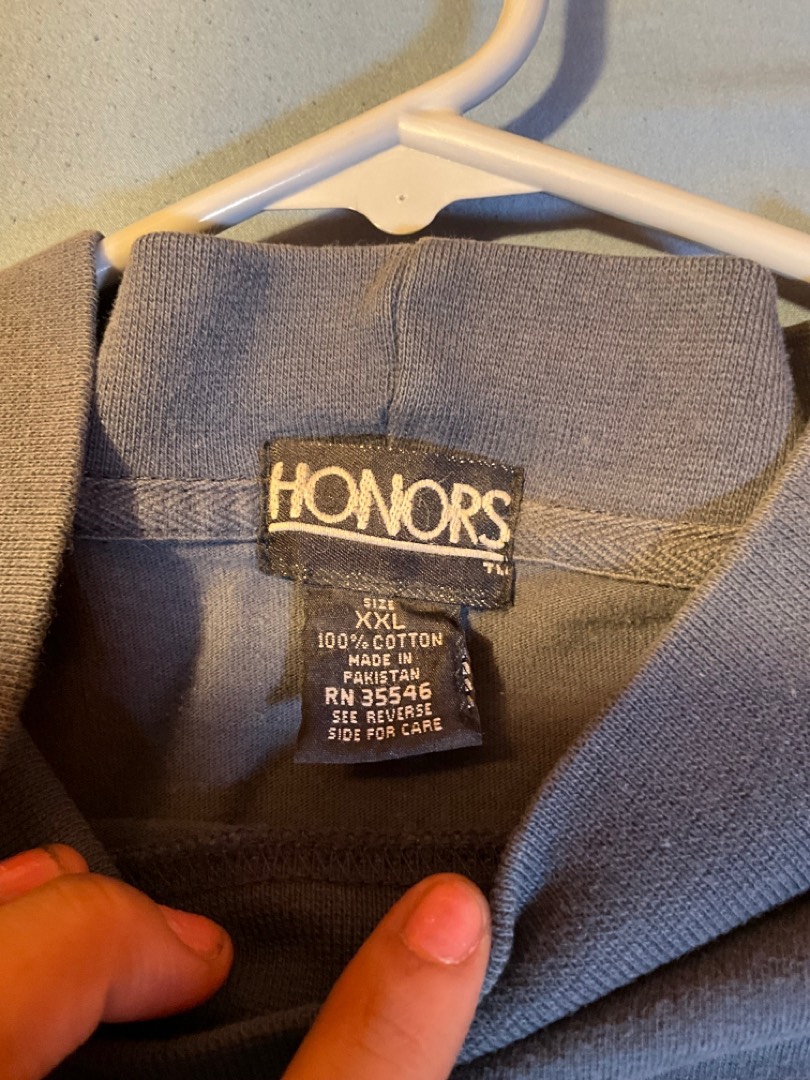 HONORS
TM
SIZE
XXL
100% COTTON
MADE IN
PAKISTAN
RN 35546
SEE REVERSE
SIDE FOR CARE